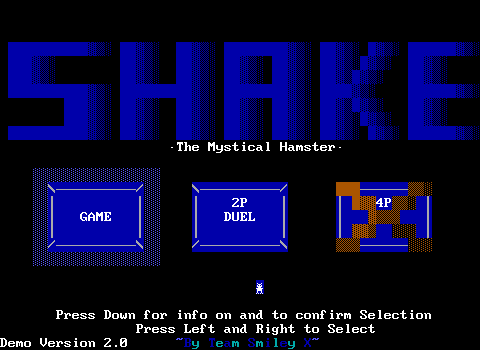 SHAKE
·The Mystical Hamster·
GAME
2P
DUEL
4P
Press Down for info on and to confirm Selection
Press Left and Right to Select
Demo Version 2.0
~By Team Smiley X~